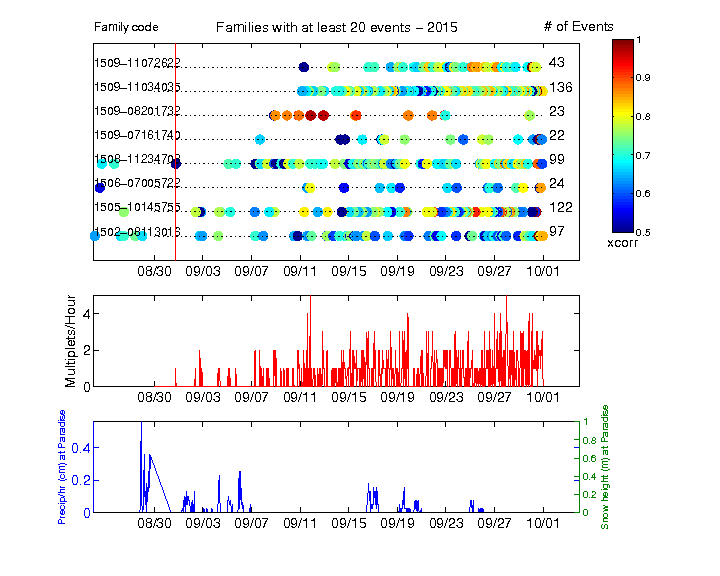 Family code Families with at least 20 events – 2015 # of Events
1509–11072622 43 1
1509–11034035 136 0.9
1509–08201732 23 0.8
1509–07161740 22 0.7
1508–11234703 99
1506–07005722 24 0.6
1505–10145755 122
1502–08113016 97 0.5
xcorr
08/30 09/03 09/07 09/11 09/15 09/19 09/23 09/27 10/01
Multiplets/Hour
4
2
0
08/30 09/03 09/07 09/11 09/15 09/19 09/23 09/27 10/01
Precip/hr (cm) at Paradise
0.4
0.2
0
Snow height (m) at Paradise
1
0.8
0.6
0.4
0.2
0
08/30 09/03 09/07 09/11 09/15 09/19 09/23 09/27 10/01